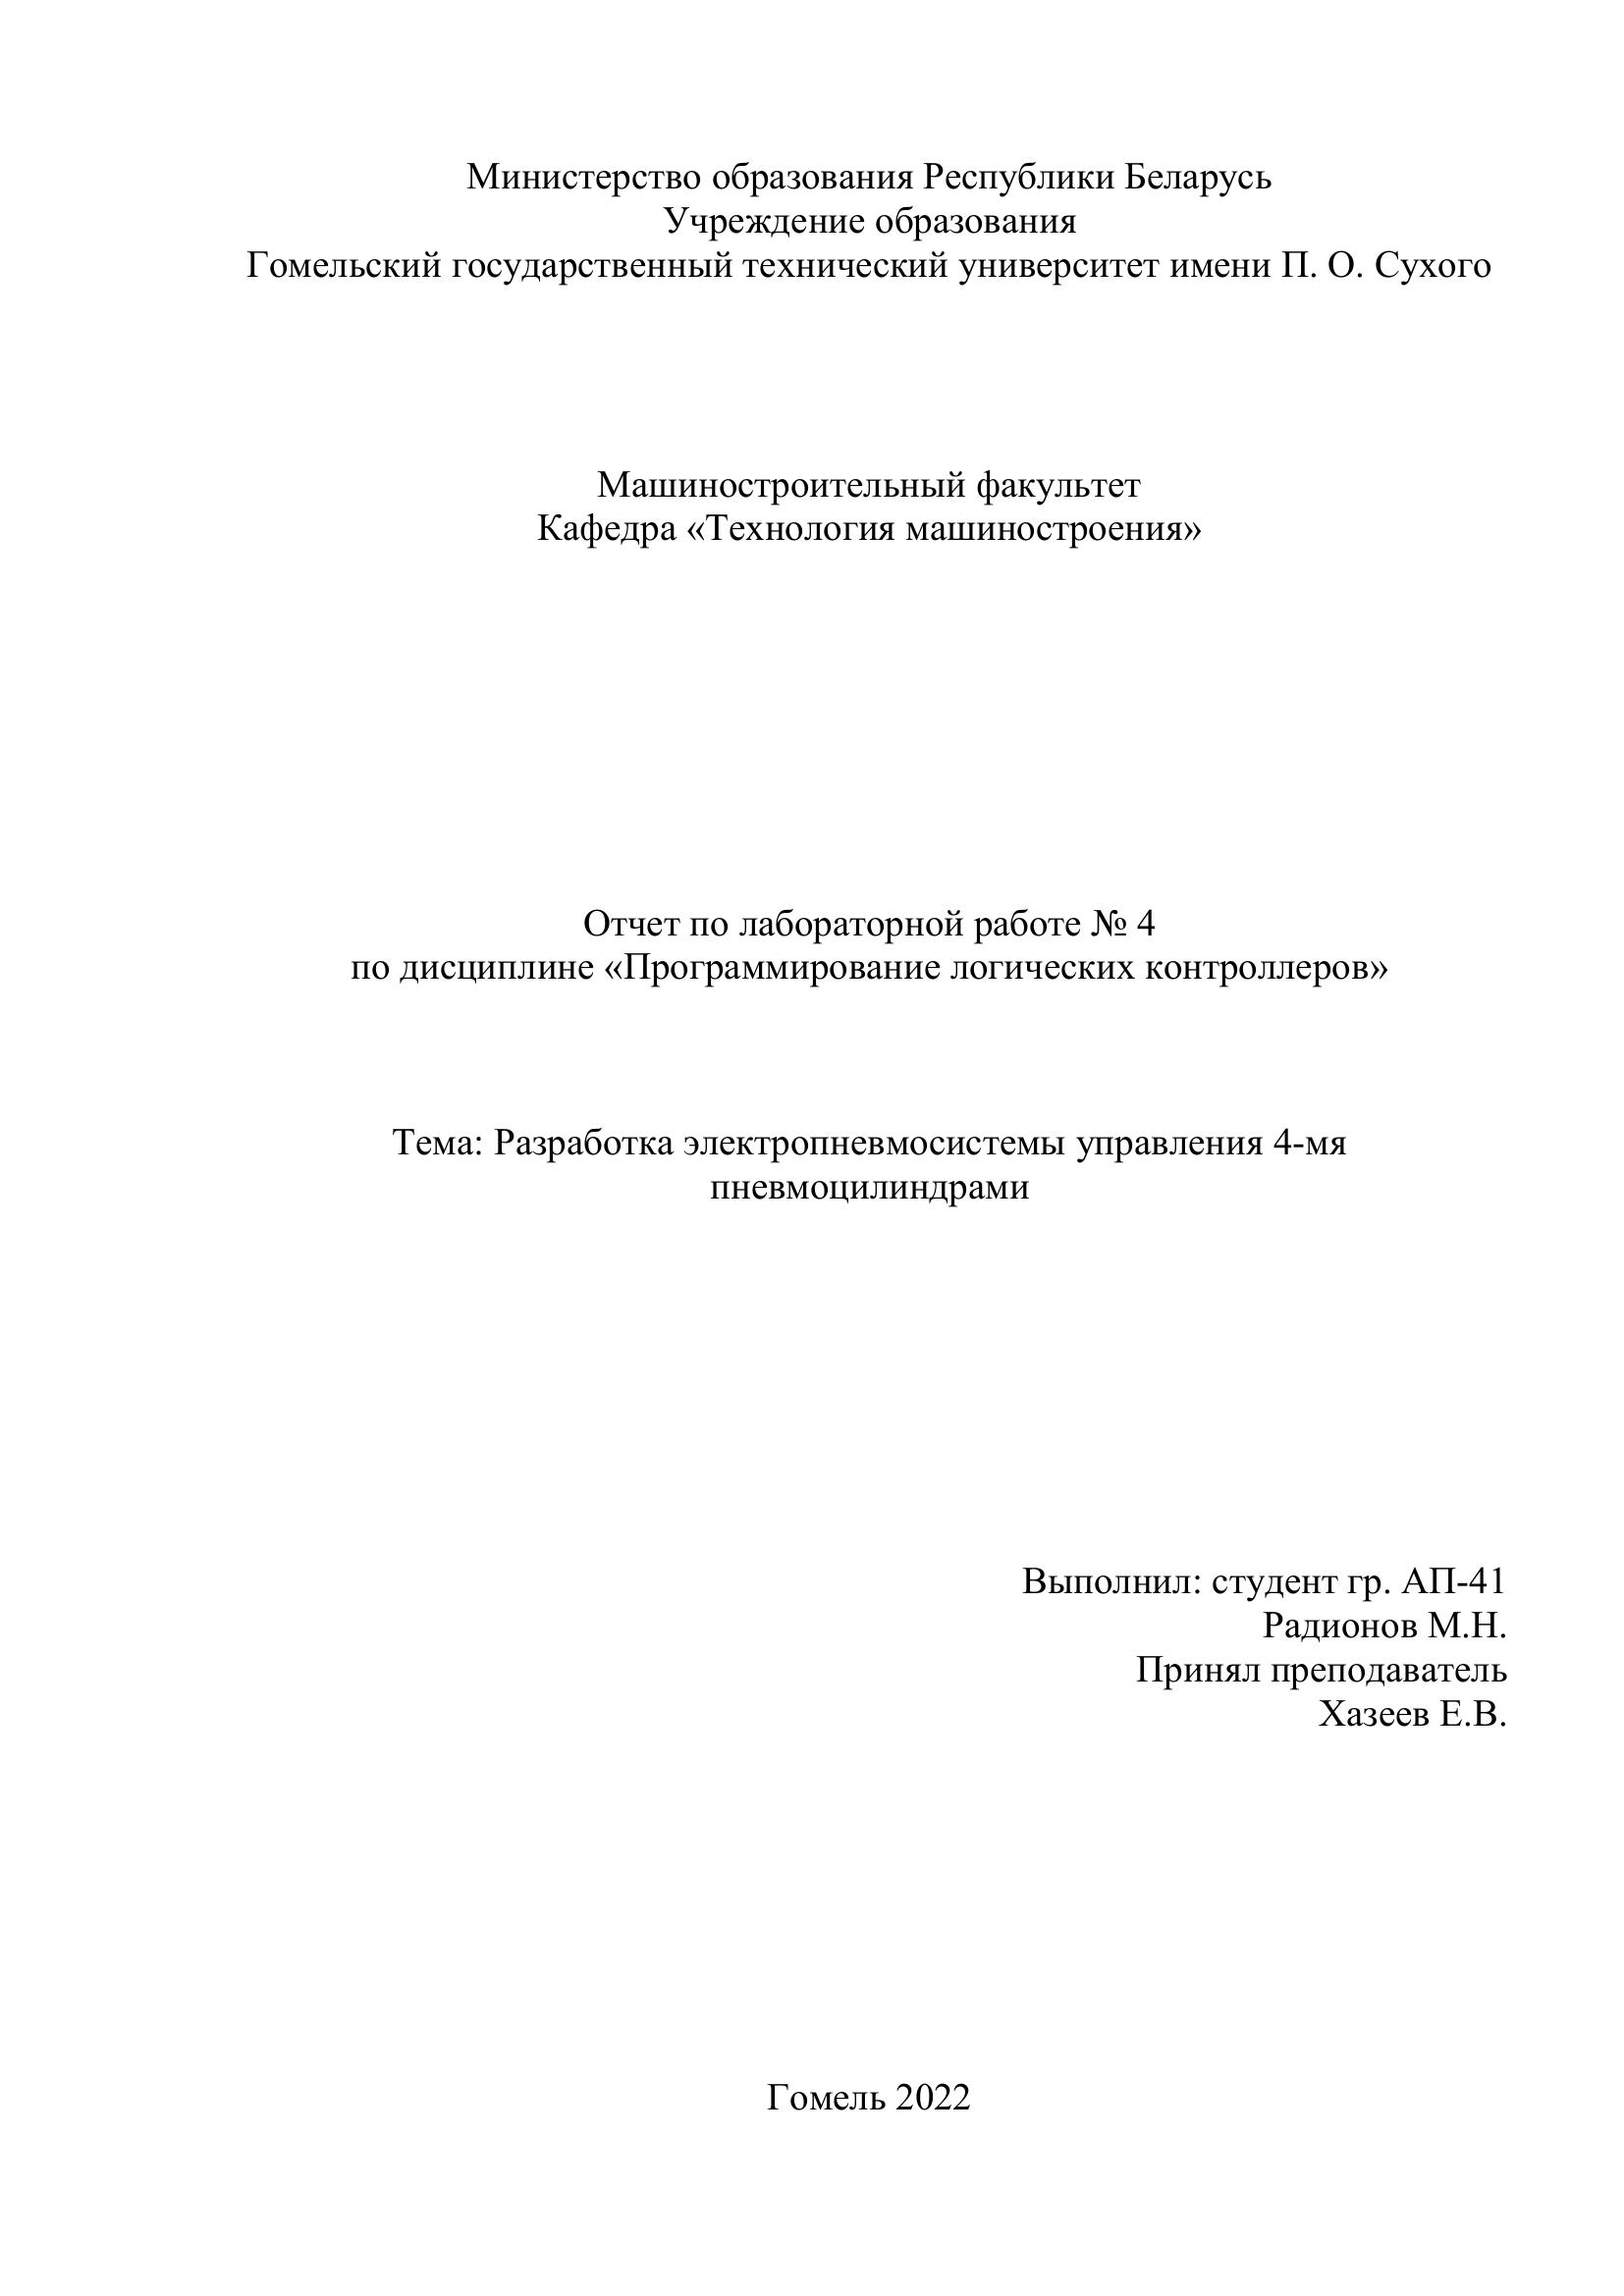 Министерство образования Республики Беларусь
Учреждение образования
Гомельский государственный технический университет имени П. О. Сухого
Машиностроительный факультет
Кафедра «Технология машиностроения»
Отчет по лабораторной работе № 4
по дисциплине «Программирование логических контроллеров»
Тема: Разработка электропневмосистемы управления 4-мя
пневмоцилиндрами
Выполнил: студент гр. АП-41
Радионов М.Н.
Принял преподаватель
Хазеев Е.В.
Гомель 2022